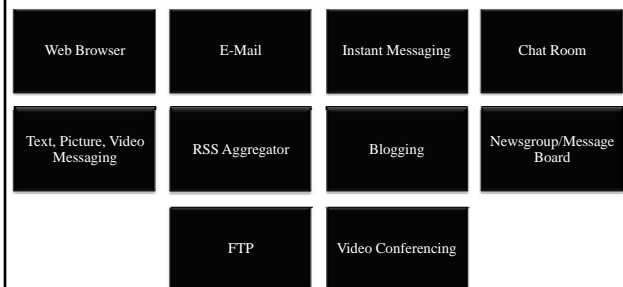 Web Browser
E-Mail
Instant Messaging
Chat Room
Text, Picture, Video
Messaging
RSS Aggregator
Blogging
Newsgroup/Message
Board
FTP
Video Conferencing